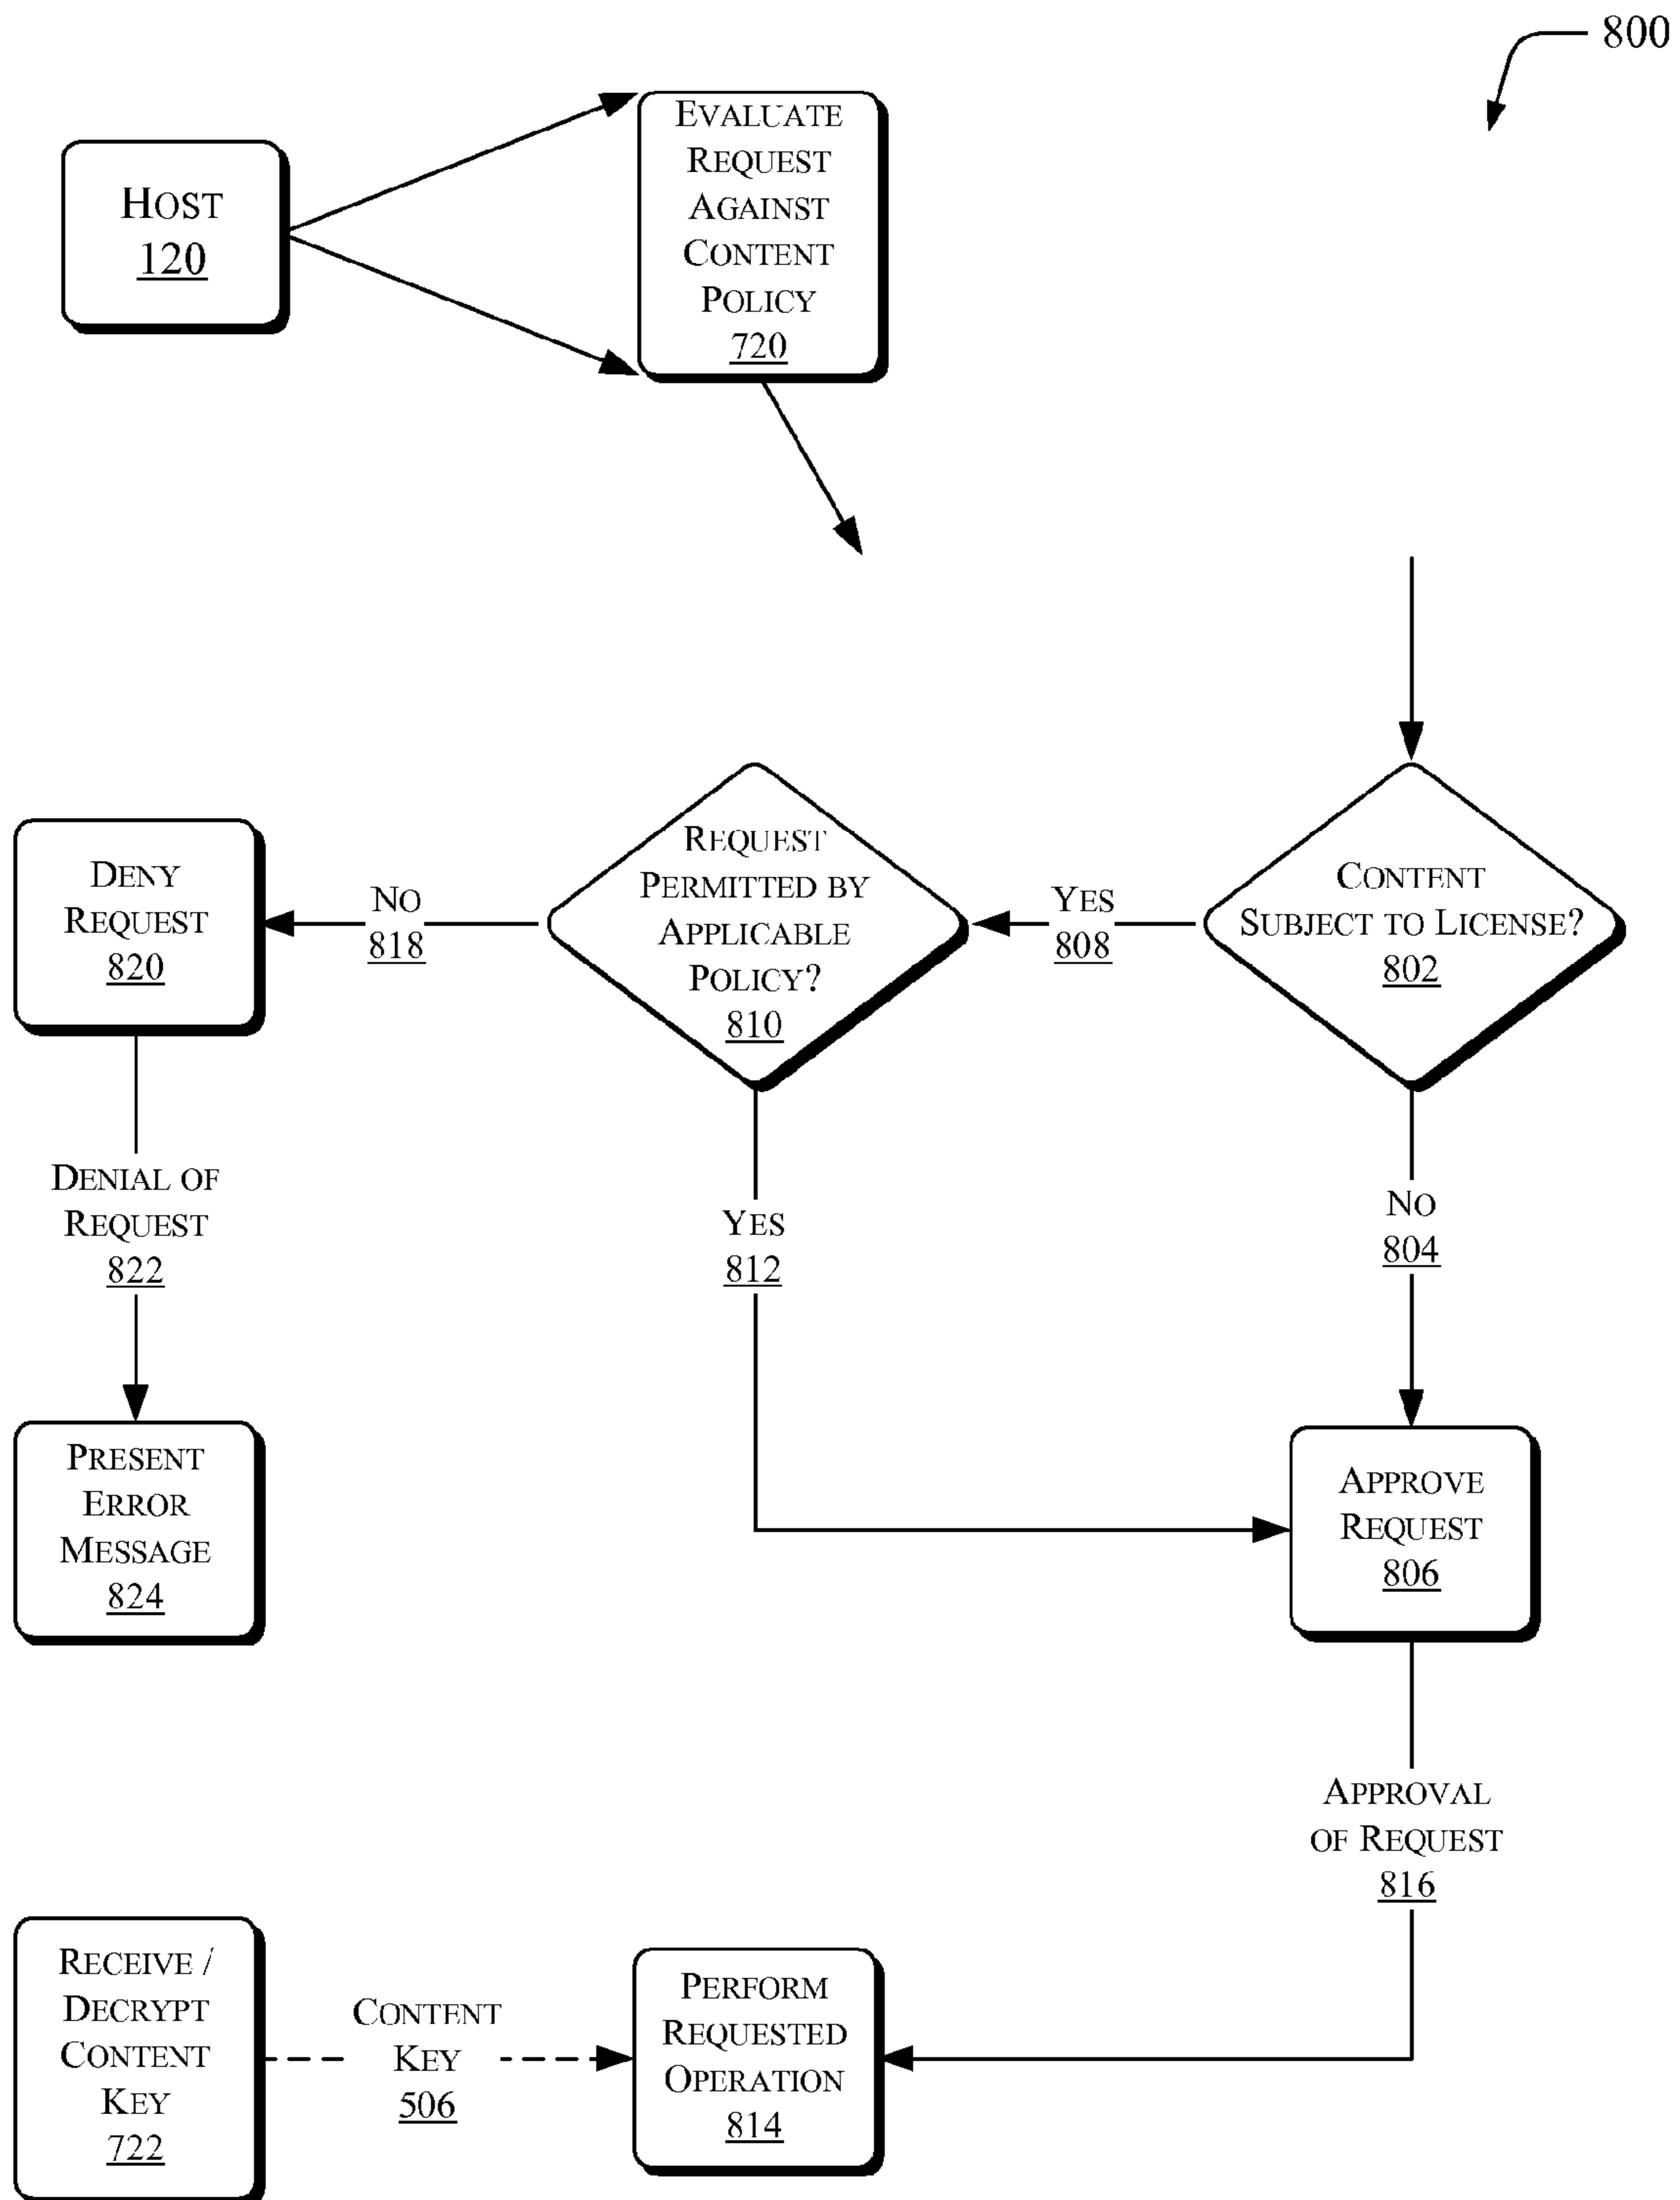 800
HOST
120
EVALUATE
REQUEST
AGAINST
CONTENT
POLICY
720
DENY
REQUEST
820
NO
818
REQUEST
PERMITTED BY
APPLICABLE
POLICY?
810
YES
808
CONTENT
SUBJECT TO LICENSE?
802
DENIAL OF
REQUEST
822
YES
812
NO
804
PRESENT
ERROR
MESSAGE
824
APPROVE
REQUEST
806
APPROVAL
OF REQUEST
816
RECEIVE /
DECRYPT
CONTENT
KEY
722
CONTENT
KEY
506
PERFORM
REQUESTED
OPERATION
814